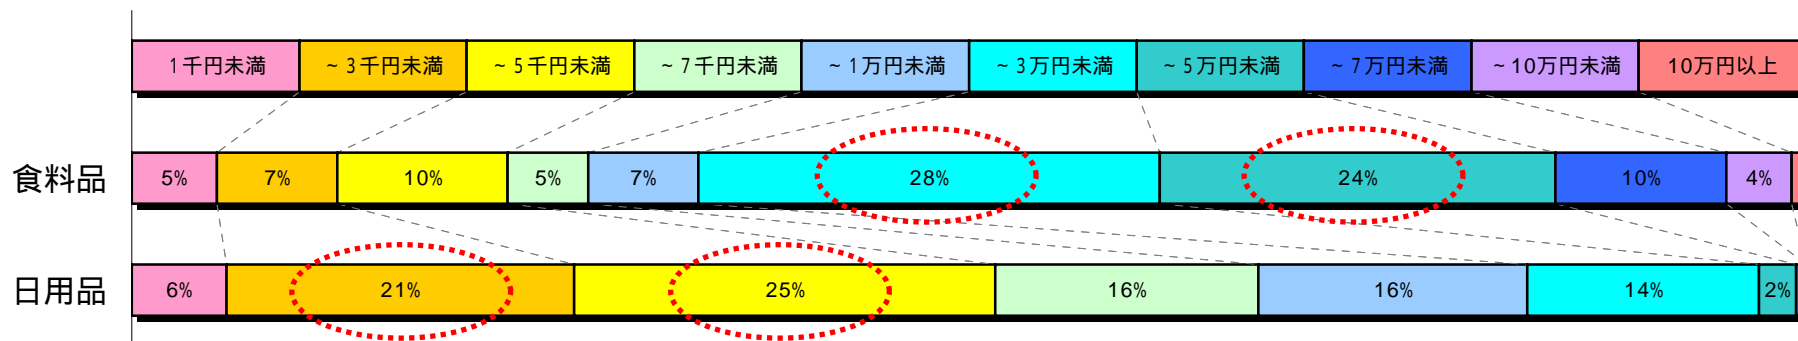 1千円未満 ~3千円未満 ~5千円未満 ~7千円未満 ~1万円未満 ~3万円未満 ~5万円未満 ~7万円未満 ~10万円未満 10万円以上
食料品 5% 7% 10% 5% 7% 28% 24% 10% 4%
日用品 6% 21% 25% 16% 16% 14% 2%